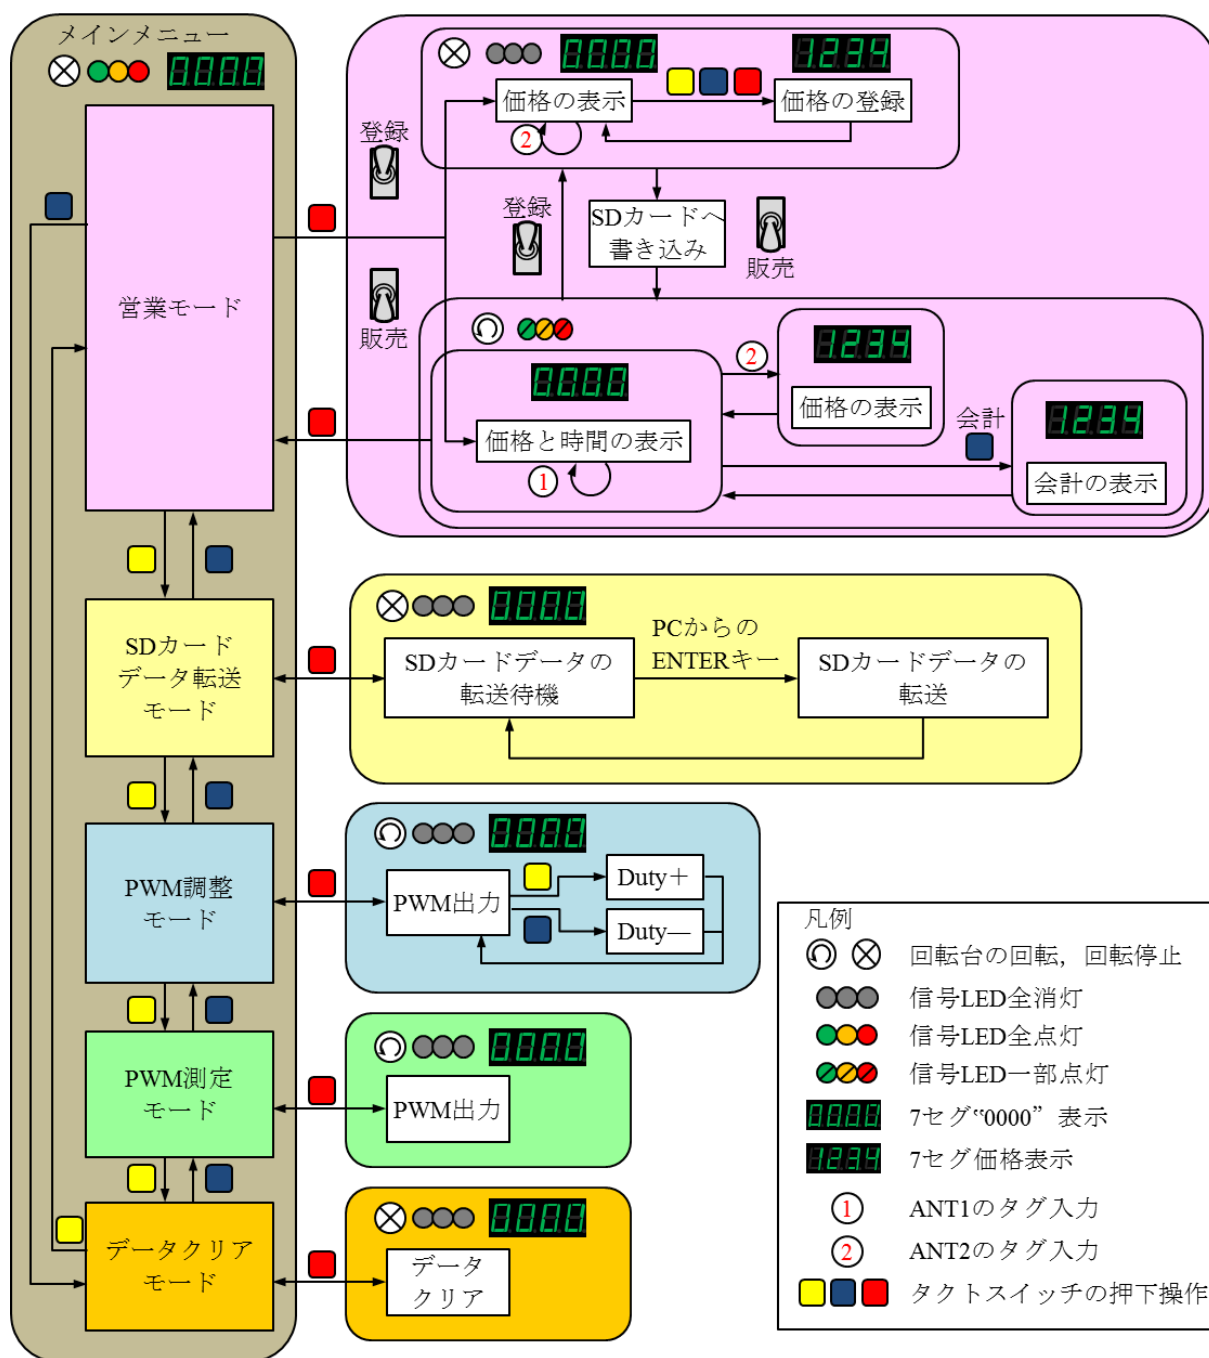 メインメニュー
0000
営業モード
SDカード
データ転送
モード
PWM調整
モード
PWM測定
モード
データクリア
モード
登録
販売
0000
1234
価格の表示
価格の登録
2
登録
SDカードへ
書き込み
販売
0000
価格と時間の表示
1
2
1234
価格の表示
会計
1234
会計の表示
0000
SDカードデータの
転送待機
PCからの
ENTERキー
SDカードデータの
転送
0000
PWM出力
Duty＋
Duty―
0000
PWM出力
0000
データ
クリア
凡例
回転台の回転，回転停止
信号LED全消灯
信号LED全点灯
信号LED一部点灯
0000 7セグ“0000”表示
1234 7セグ価格表示
1 ANT1のタグ入力
2 ANT2のタグ入力
タクトスイッチの押下操作